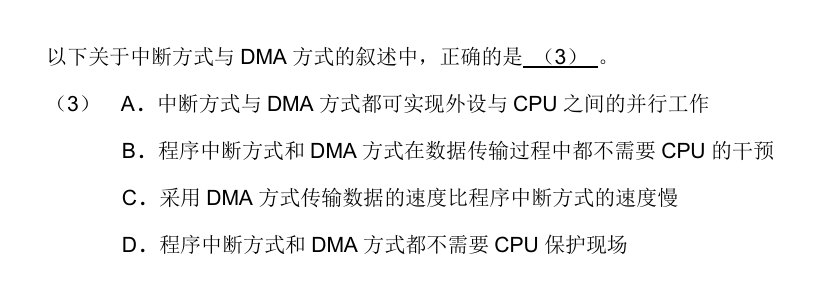 以下关于中断方式与 DMA 方式的叙述中，正确的是 （3） 。
（3） A．中断方式与 DMA 方式都可实现外设与 CPU 之间的并行工作
B．程序中断方式和 DMA 方式在数据传输过程中都不需要 CPU 的干预
C．采用 DMA 方式传输数据的速度比程序中断方式的速度慢
D．程序中断方式和 DMA 方式都不需要 CPU 保护现场